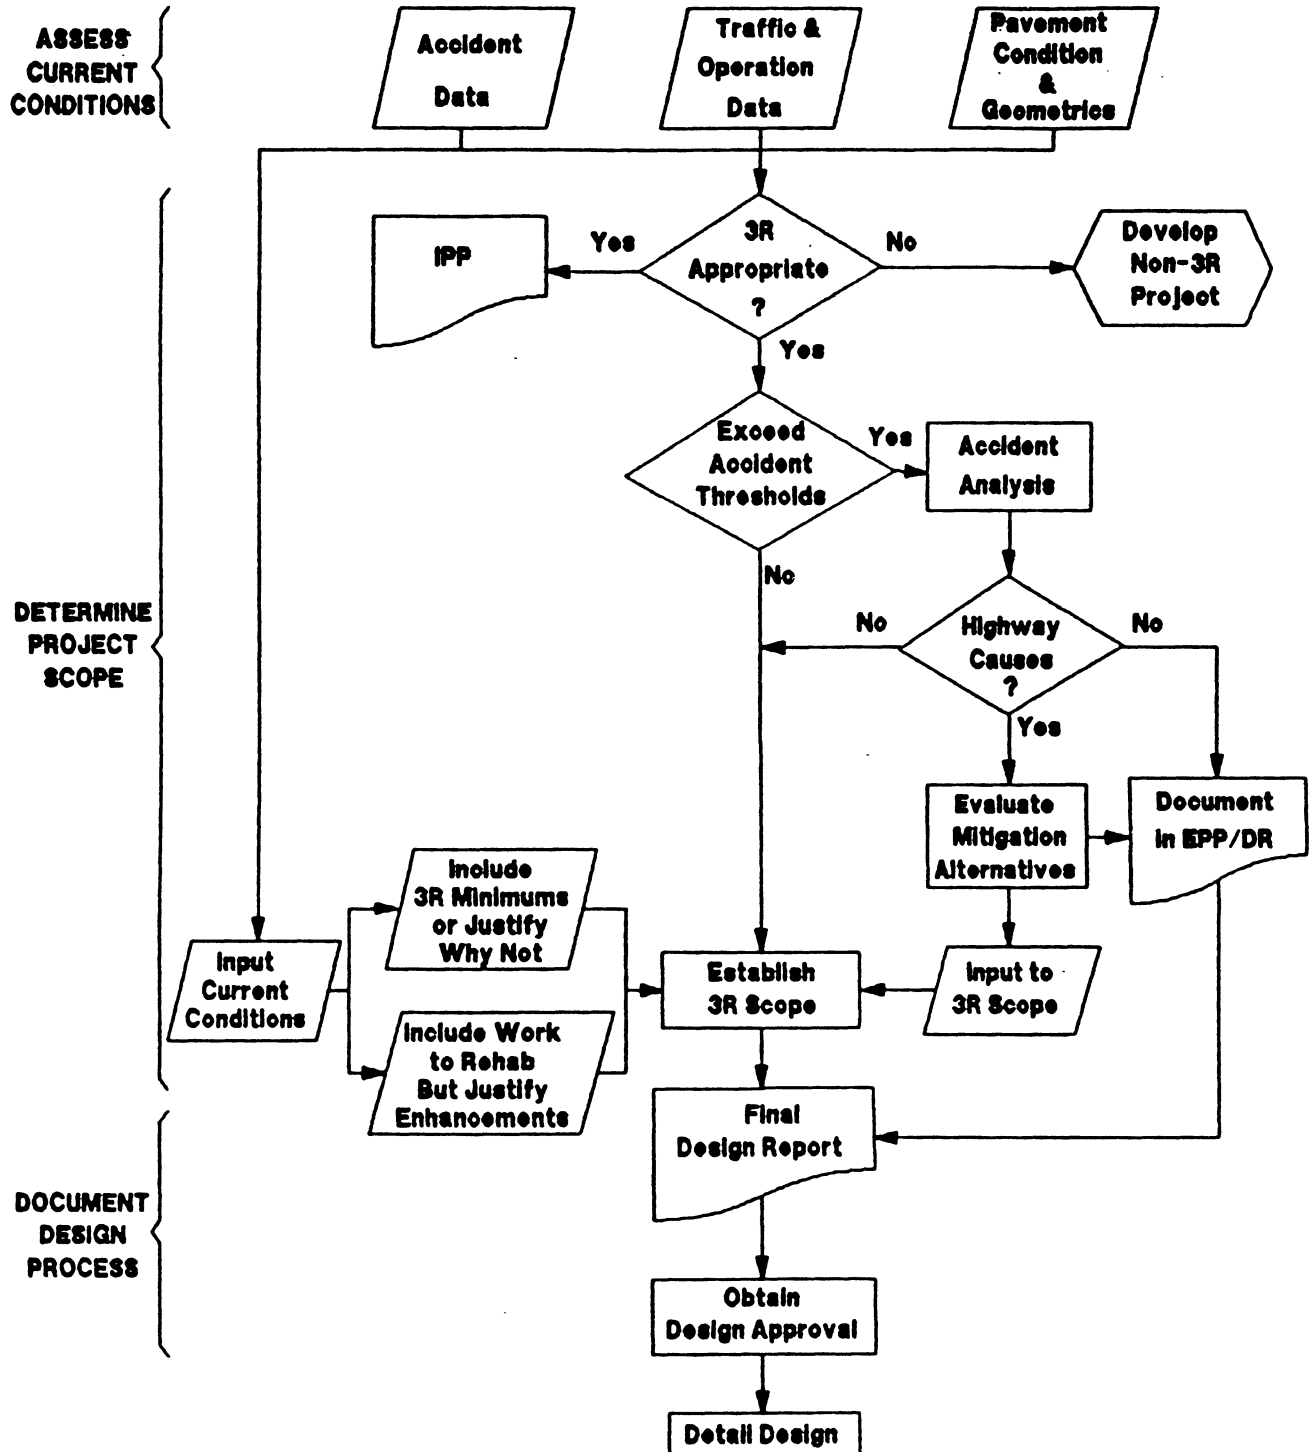 ASSESS
CURRENT
CONDITIONS
Accident
Data
Traffic &
Operation
Data
Pavement
Condition
&
Geometrics
3R
Appropriate
?
Yes
IPP
No
Develop
Non-3R
Project
Yes
Exceed
Accident
Thresholds
Yes
Accident
Analysis
No
DETERMINE
PROJECT
SCOPE
Highway
Causes
?
No
No
Yes
Evaluate
Mitigation
Alternatives
Document
in EPP/DR
Include
3R Minimums
or Justify
Why Not
Input
Current
Conditions
Include Work
to Rehab
But Justify
Enhancements
Establish
3R Scope
Input to
3R Scope
DOCUMENT
DESIGN
PROCESS
Final
Design Report
Obtain
Design Approval
Detail Design